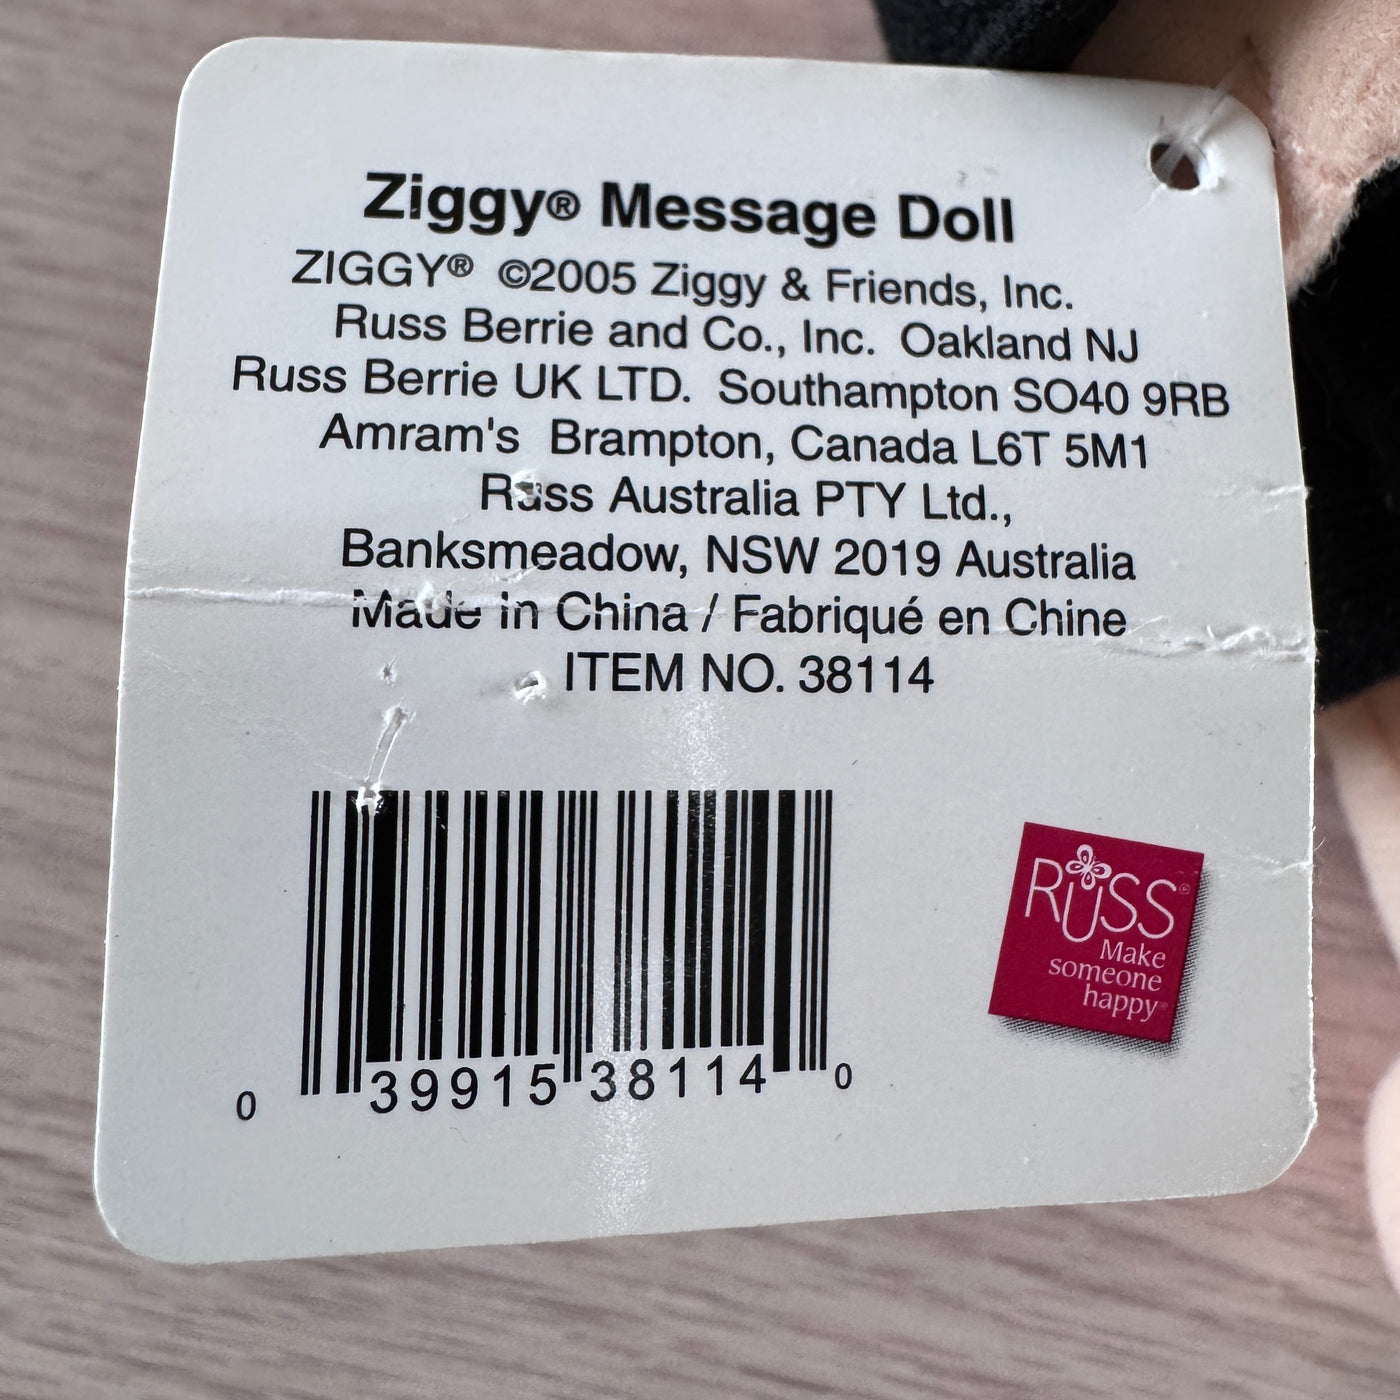 Ziggy® Message Doll
ZIGGY® ©2005 Ziggy & Friends, Inc.
Russ Berrie and Co., Inc. Oakland NJ
Russ Berrie UK LTD. Southampton SO40 9RB
Amram's Brampton, Canada L6T 5M1
Russ Australia PTY Ltd.,
Banksmeadow, NSW 2019 Australia
Made in China / Fabriqué en Chine
ITEM NO. 38114
0 39915 38114 0
RUSS®
Make
someone
happy®